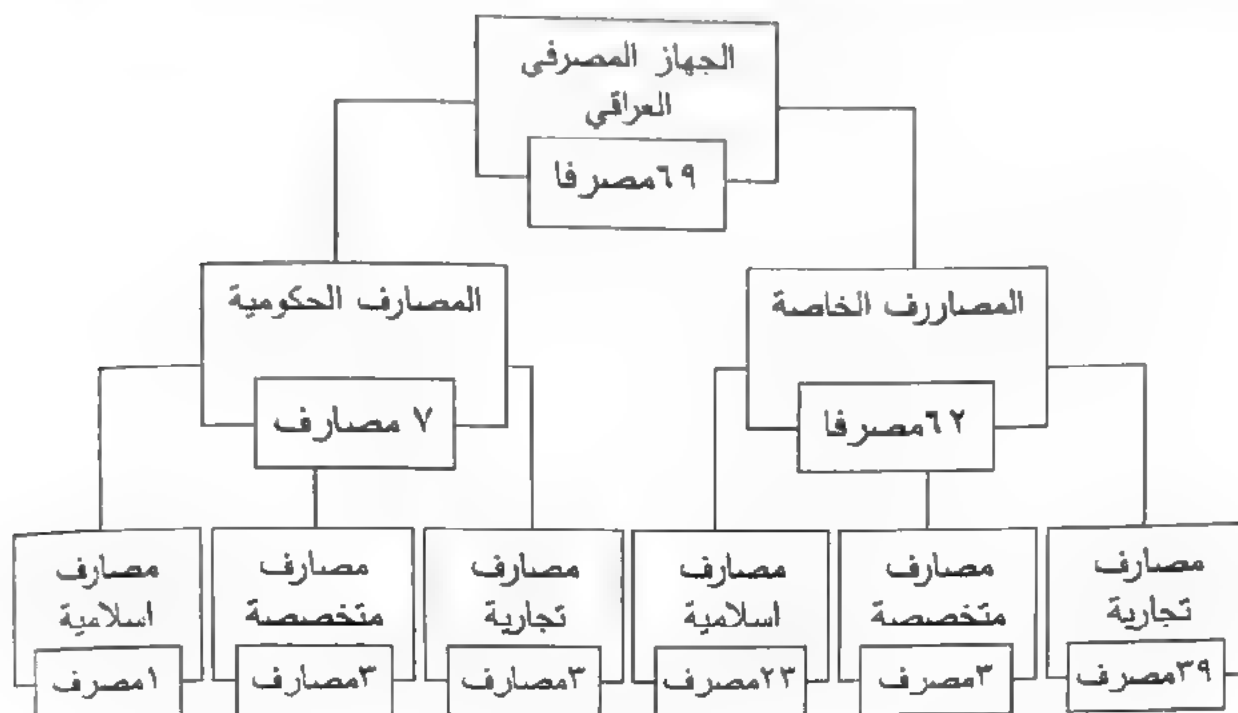 الجهاز المصرفي
العراقي
٦٩مصرفا
المصاررف الخاصة
٦٢مصرفا
المصارف الحكومية
٧ مصارف
مصارف
تجارية
٣٩مصرف
مصارف
متخصصة
٣مصرف
مصارف
اسلامية
٢٣مصرف
مصارف
تجارية
٣مصارف
مصارف
متخصصة
٣مصارف
مصارف
اسلامية
١مصرف